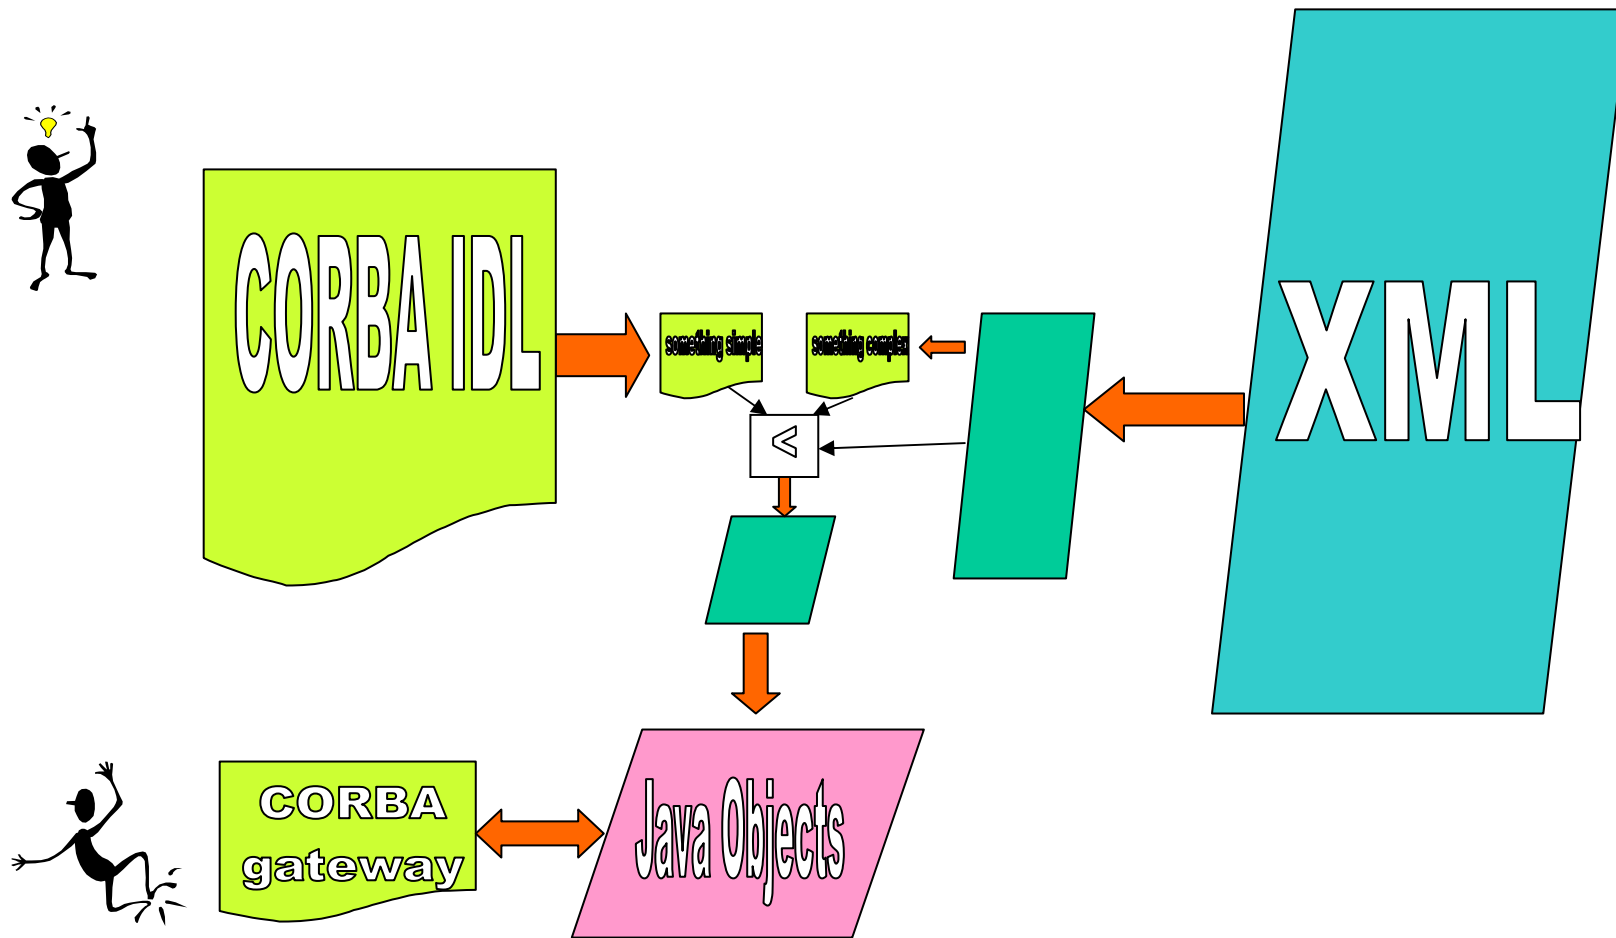 CORBA IDL
something simple
something complex
XML
<
Java Objects
CORBA
gateway